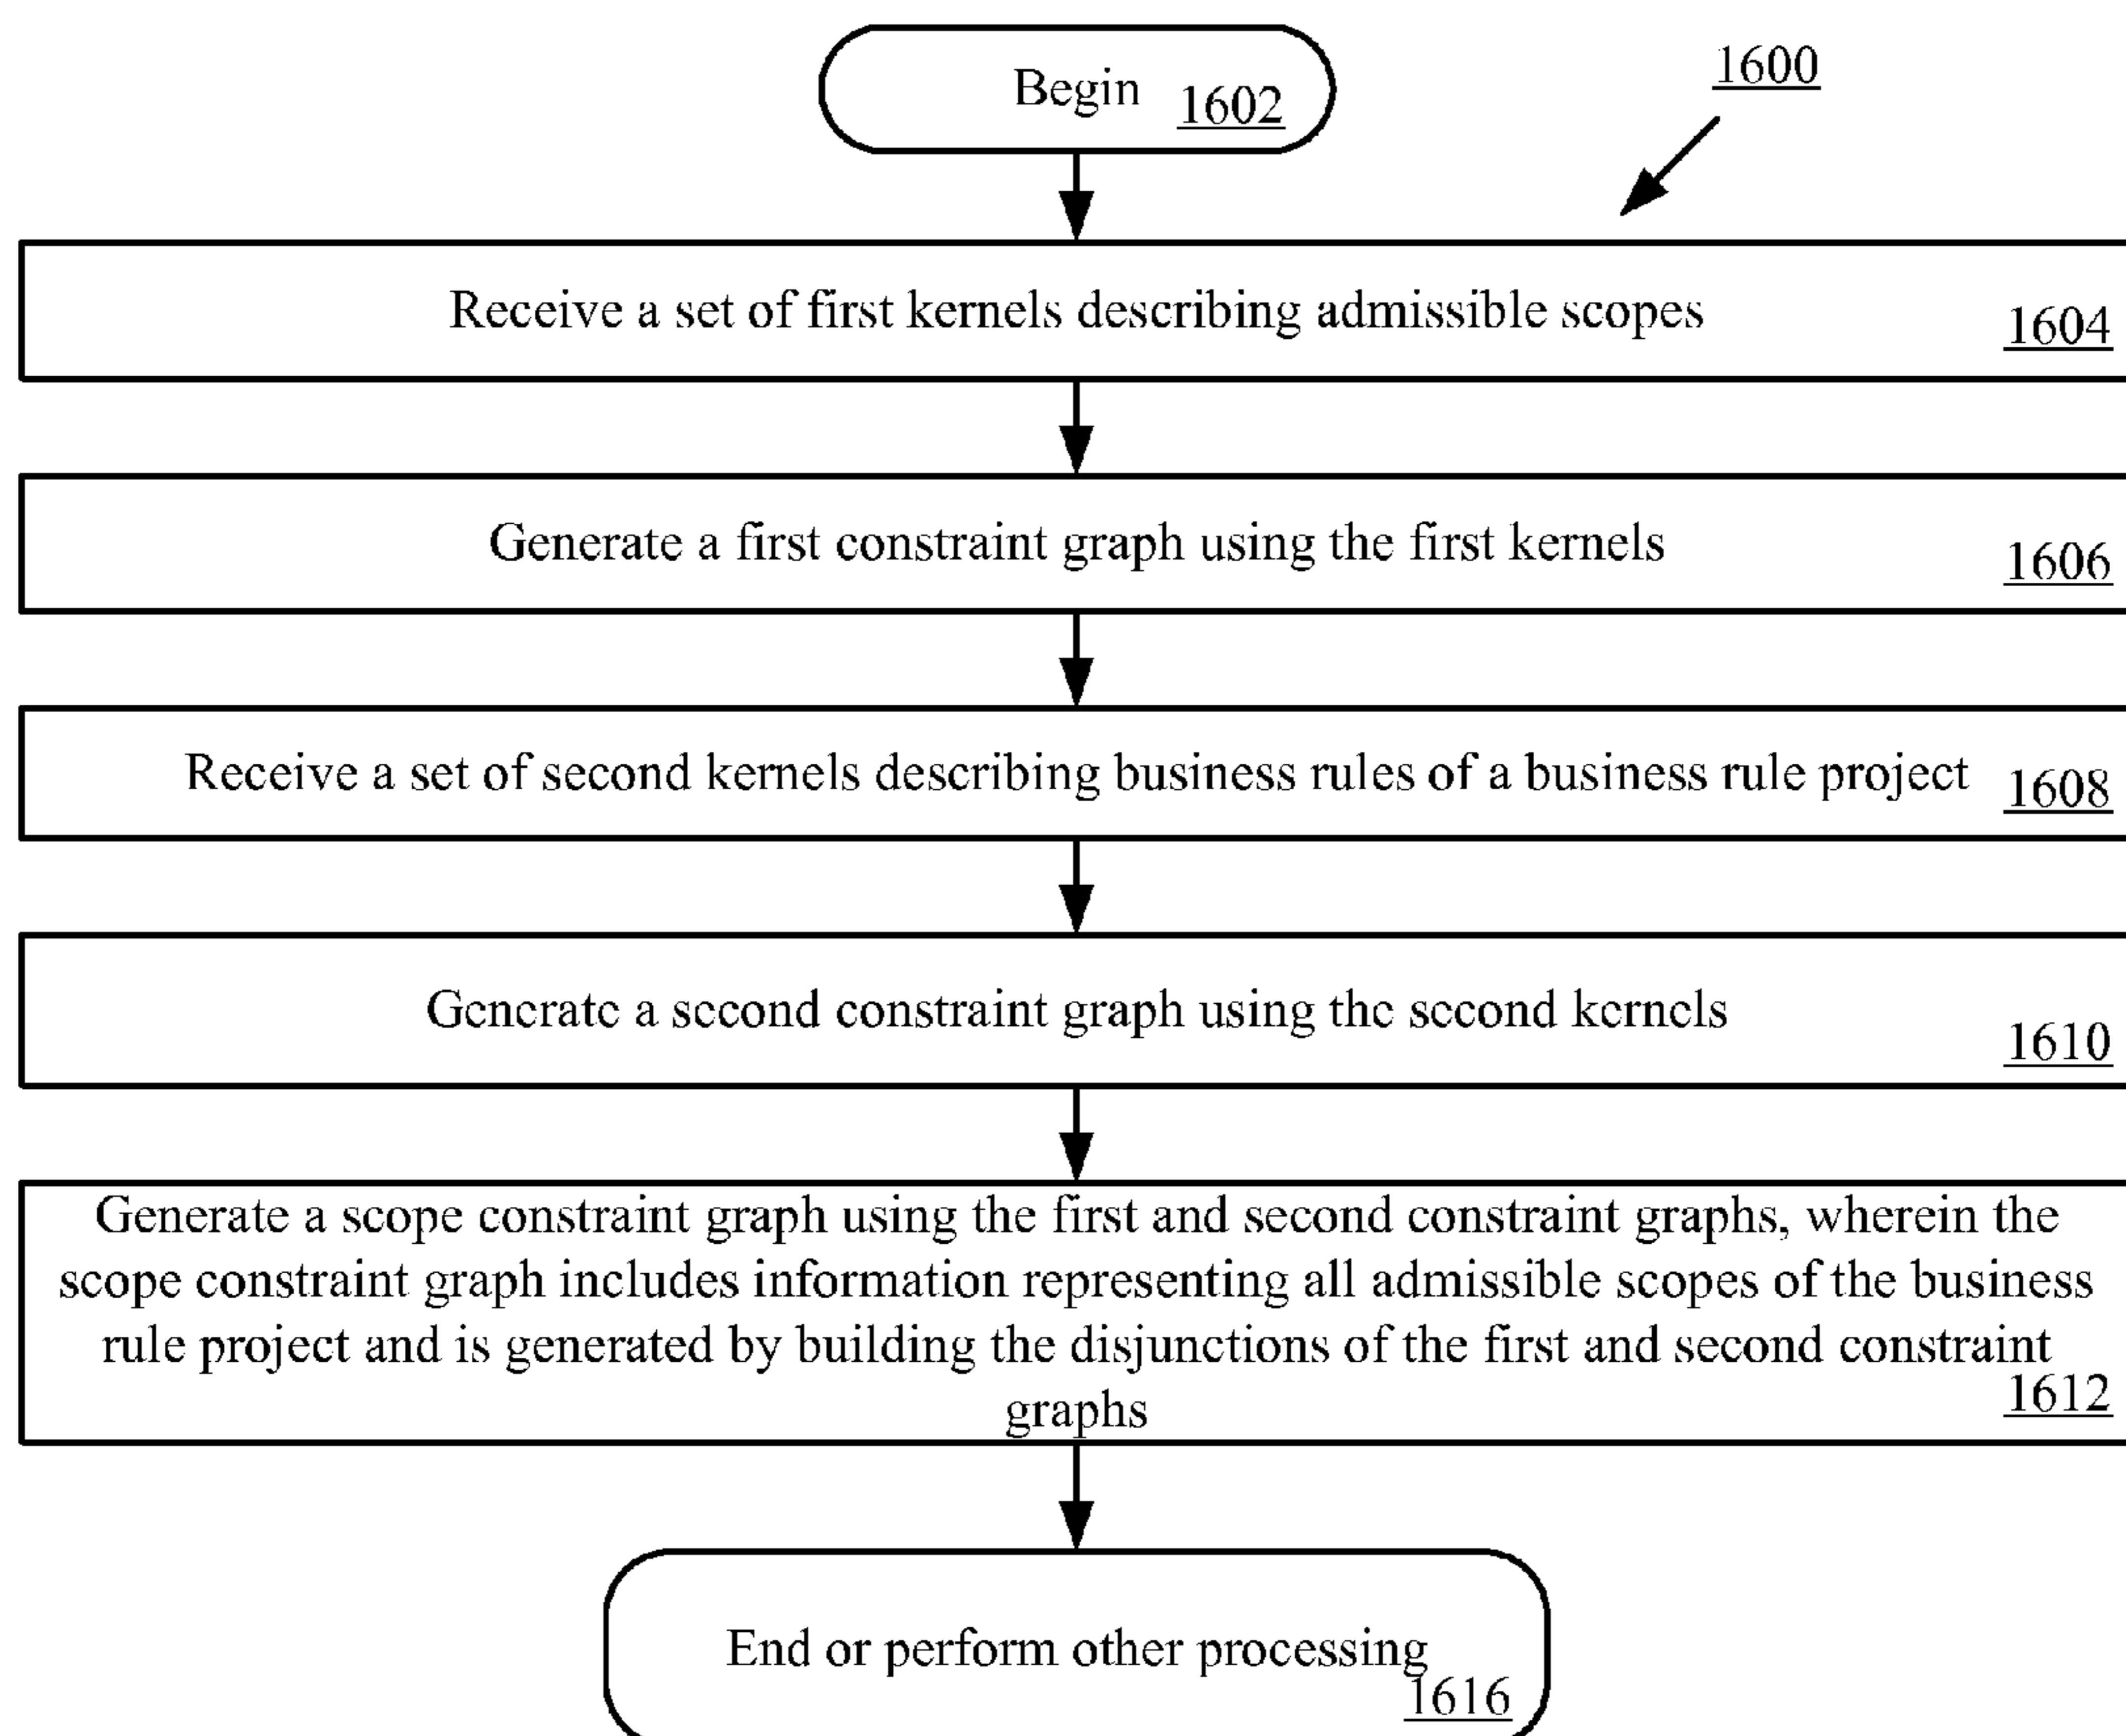 1600
Begin 1602
Receive a set of first kernels describing admissible scopes
1604
Generate a first constraint graph using the first kernels
1606
Receive a set of second kernels describing business rules of a business rule project 1608
Generate a second constraint graph using the second kernels
1610
Generate a scope constraint graph using the first and second constraint graphs, wherein the
scope constraint graph includes information representing all admissible scopes of the business
rule project and is generated by building the disjunctions of the first and second constraint
graphs
1612
End or perform other processing
1616